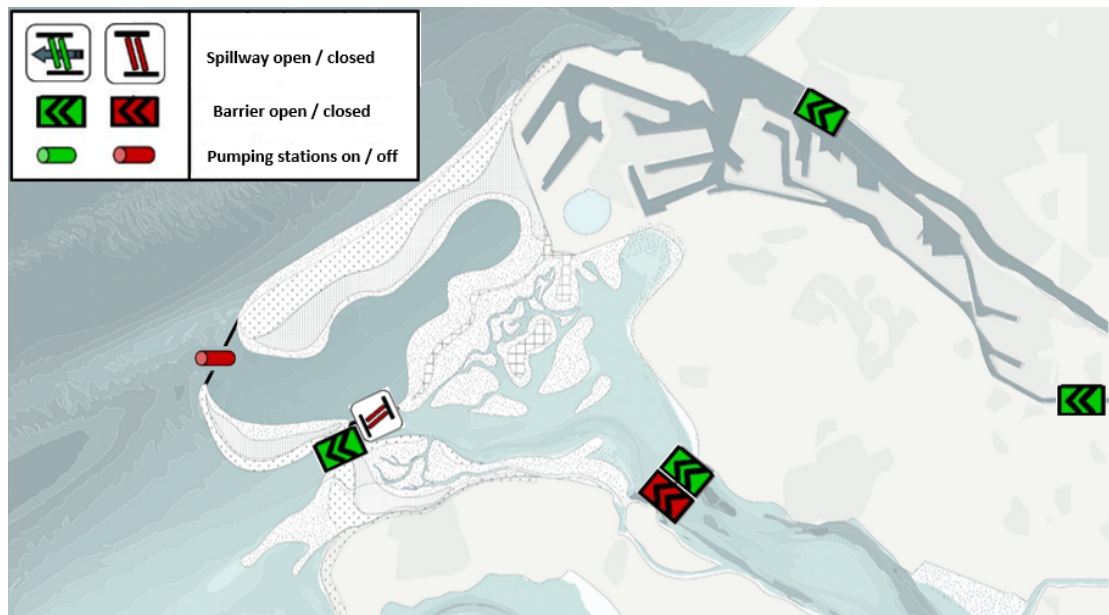 Spillway open / closed
Barrier open / closed
Pumping stations on / off